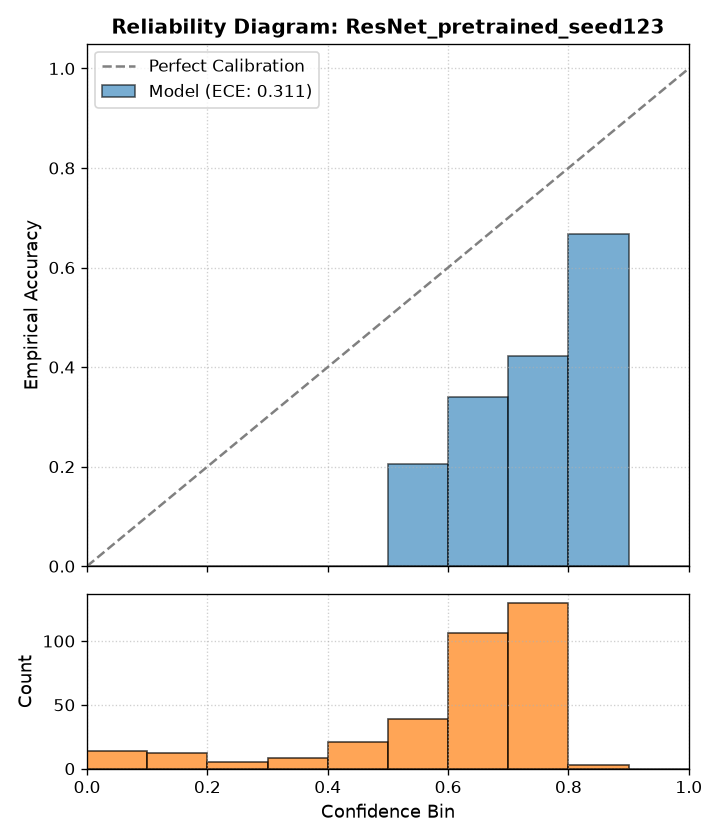 Reliability Diagram: ResNet_pretrained_seed123
Perfect Calibration
Model (ECE: 0.311)
1.0
0.8
0.6
0.4
0.2
0.0
Empirical Accuracy
100
50
0
Count
0.0 0.2 0.4 0.6 0.8 1.0
Confidence Bin